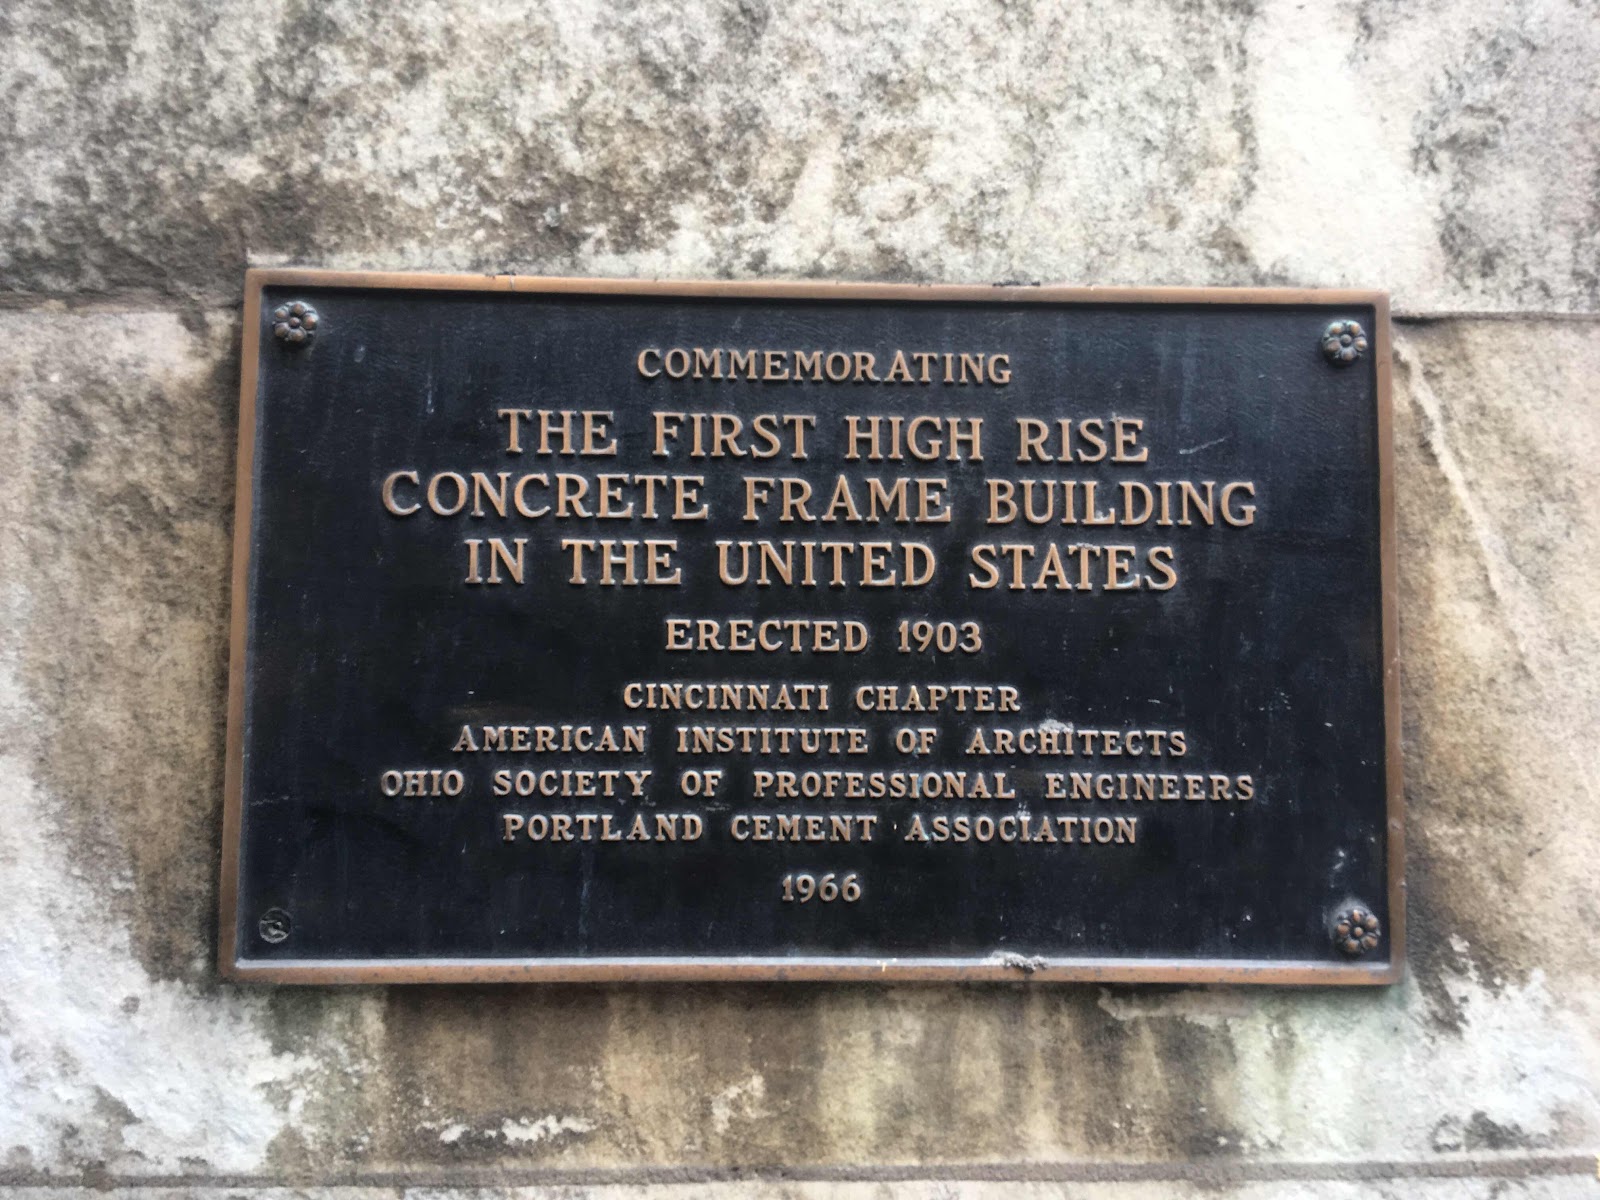 COMMEMORATING
THE FIRST HIGH RISE
CONCRETE FRAME BUILDING
IN THE UNITED STATES
ERECTED 1903
CINCINNATI CHAPTER
AMERICAN INSTITUTE OF ARCHITECTS
OHIO SOCIETY OF PROFESSIONAL ENGINEERS
PORTLAND CEMENT ASSOCIATION
1966